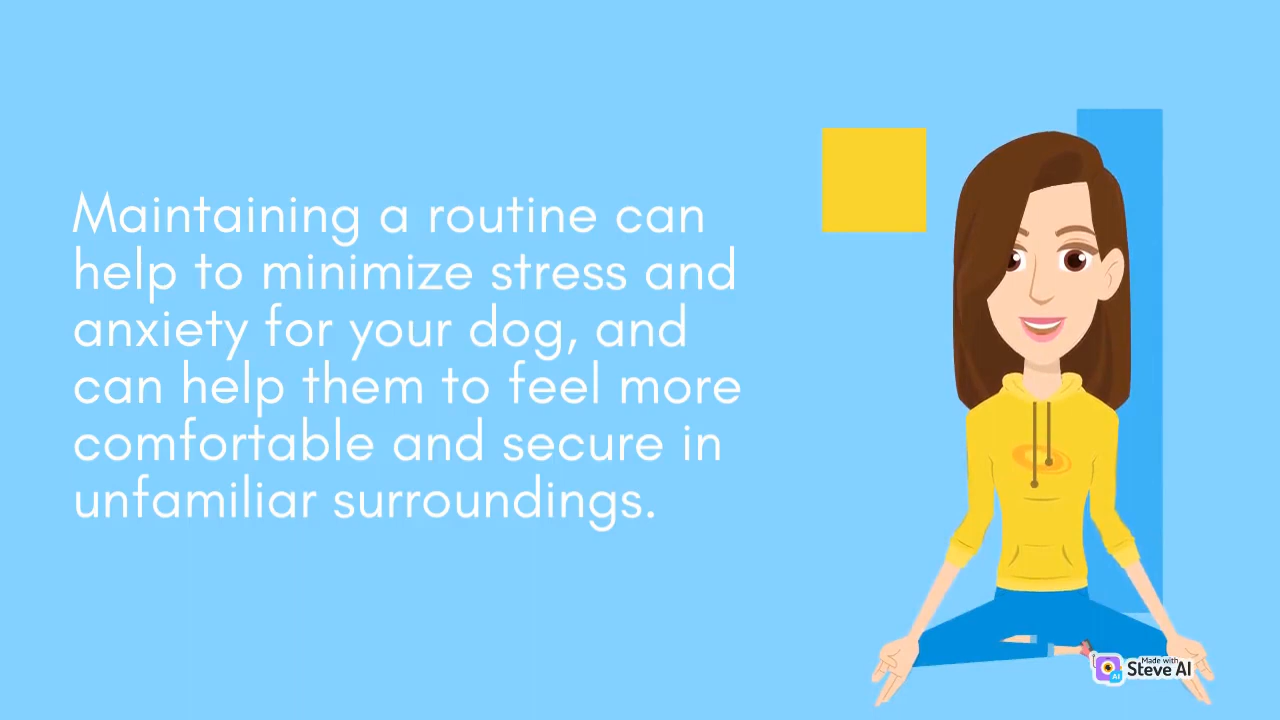 Maintaining a routine can
help to minimize stress and
anxiety for your dog, and
can help them to feel more
comfortable and secure in
unfamiliar surroundings.
Made with
Steve AI
AI